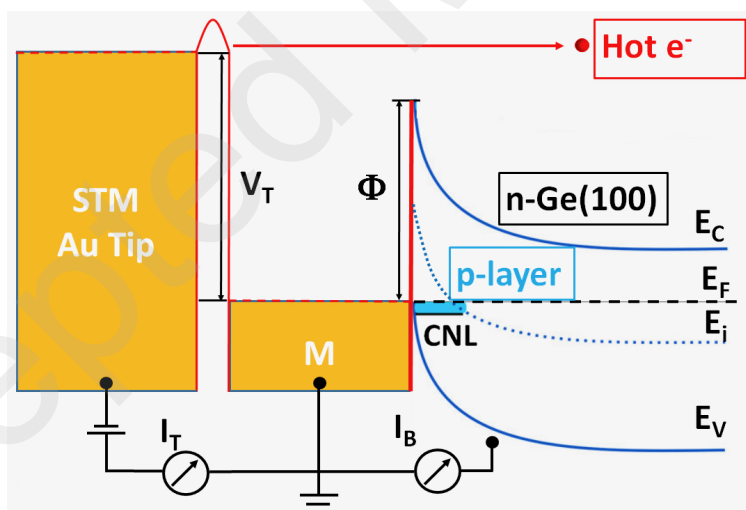 Hot e⁻
STM
Au Tip
V_T
Φ
n-Ge(100)
E_C
p-layer
E_F
CNL
E_i
M
I_T
I_B
E_V